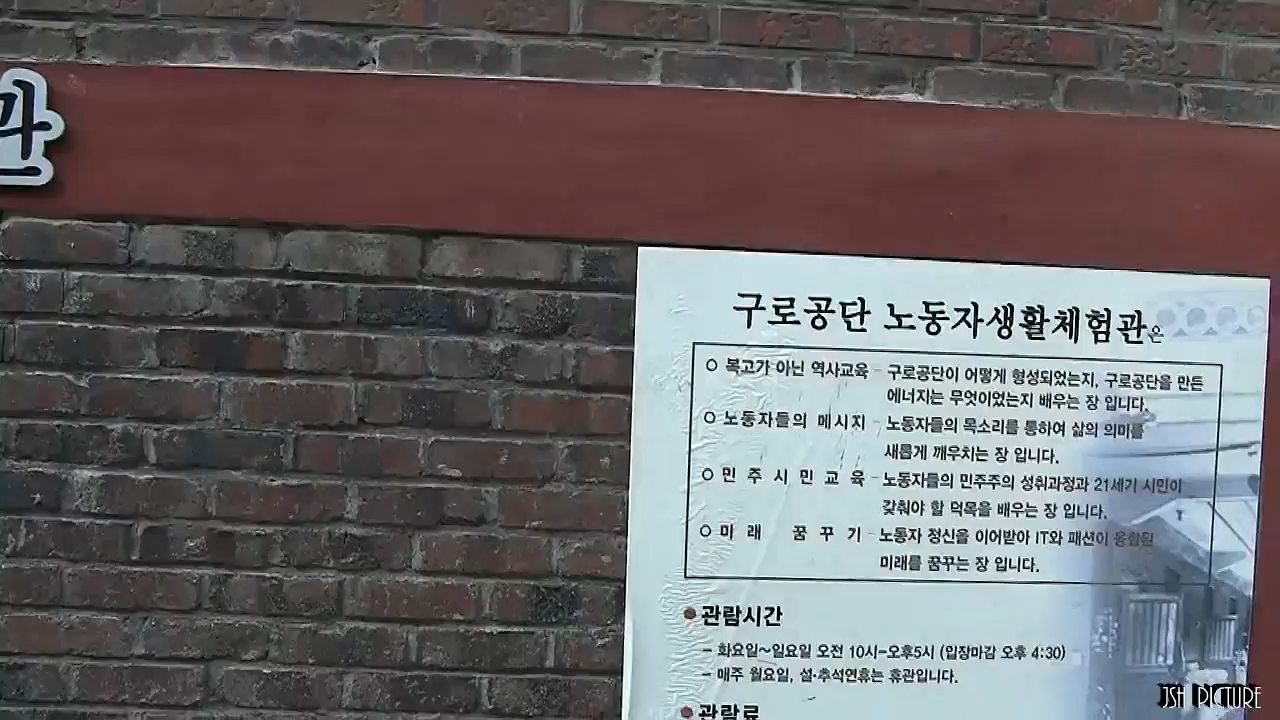 관
구로공단 노동자생활체험관은
○ 복고가 아닌 역사교육 - 구로공단이 어떻게 형성되었는지, 구로공단을 만든
에너지는 무엇이었는지 배우는 장 입니다.
○ 노동자들의 메시지 - 노동자들의 목소리를 통하여 삶의 의미를
새롭게 깨우치는 장 입니다.
○ 민 주 시 민 교 육 - 노동자들의 민주주의 성취과정과 21세기 시민이
갖춰야 할 덕목을 배우는 장 입니다.
○ 미 래 꿈 꾸 기 - 노동자 정신을 이어받아 IT와 패션이 융합된
미래를 꿈꾸는 장 입니다.
● 관람시간
- 화요일~일요일 오전 10시-오후5시 (입장마감 오후 4:30)
- 매주 월요일, 설·추석연휴는 휴관입니다.
● 관람료
JSH PICTURE